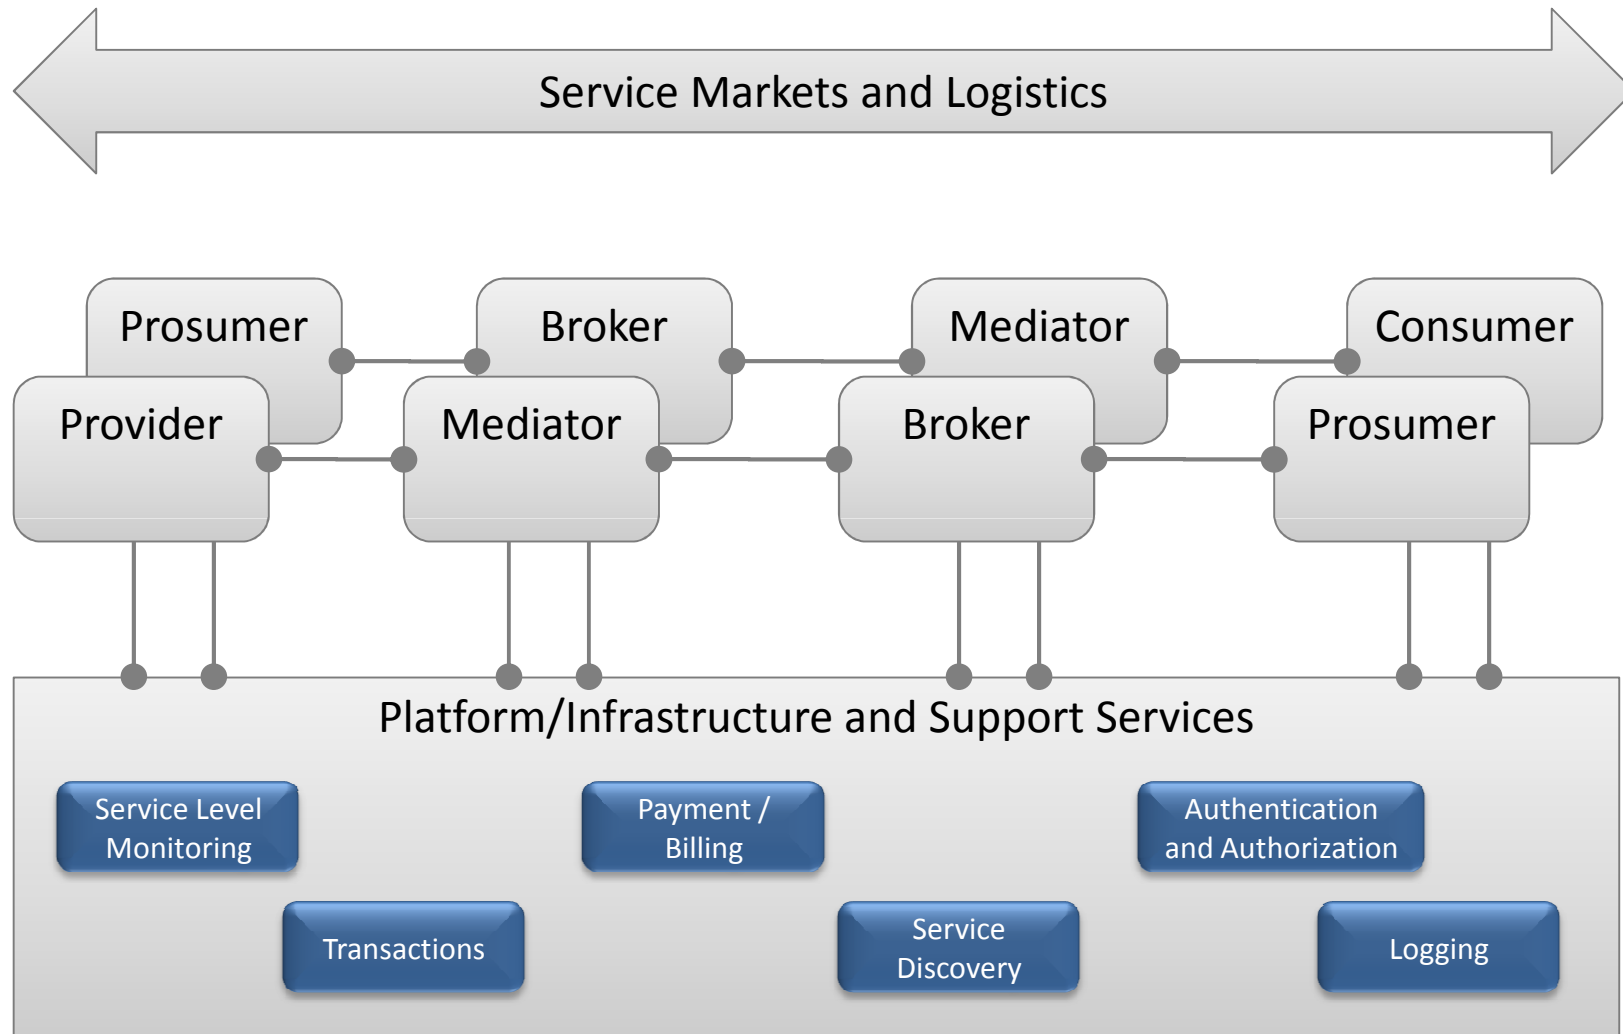 Service Markets and Logistics
Prosumer
Broker
Mediator
Consumer
Provider
Mediator
Broker
Prosumer
Platform/Infrastructure and Support Services
Service Level
Monitoring
Payment /
Billing
Authentication
and Authorization
Transactions
Service
Discovery
Logging